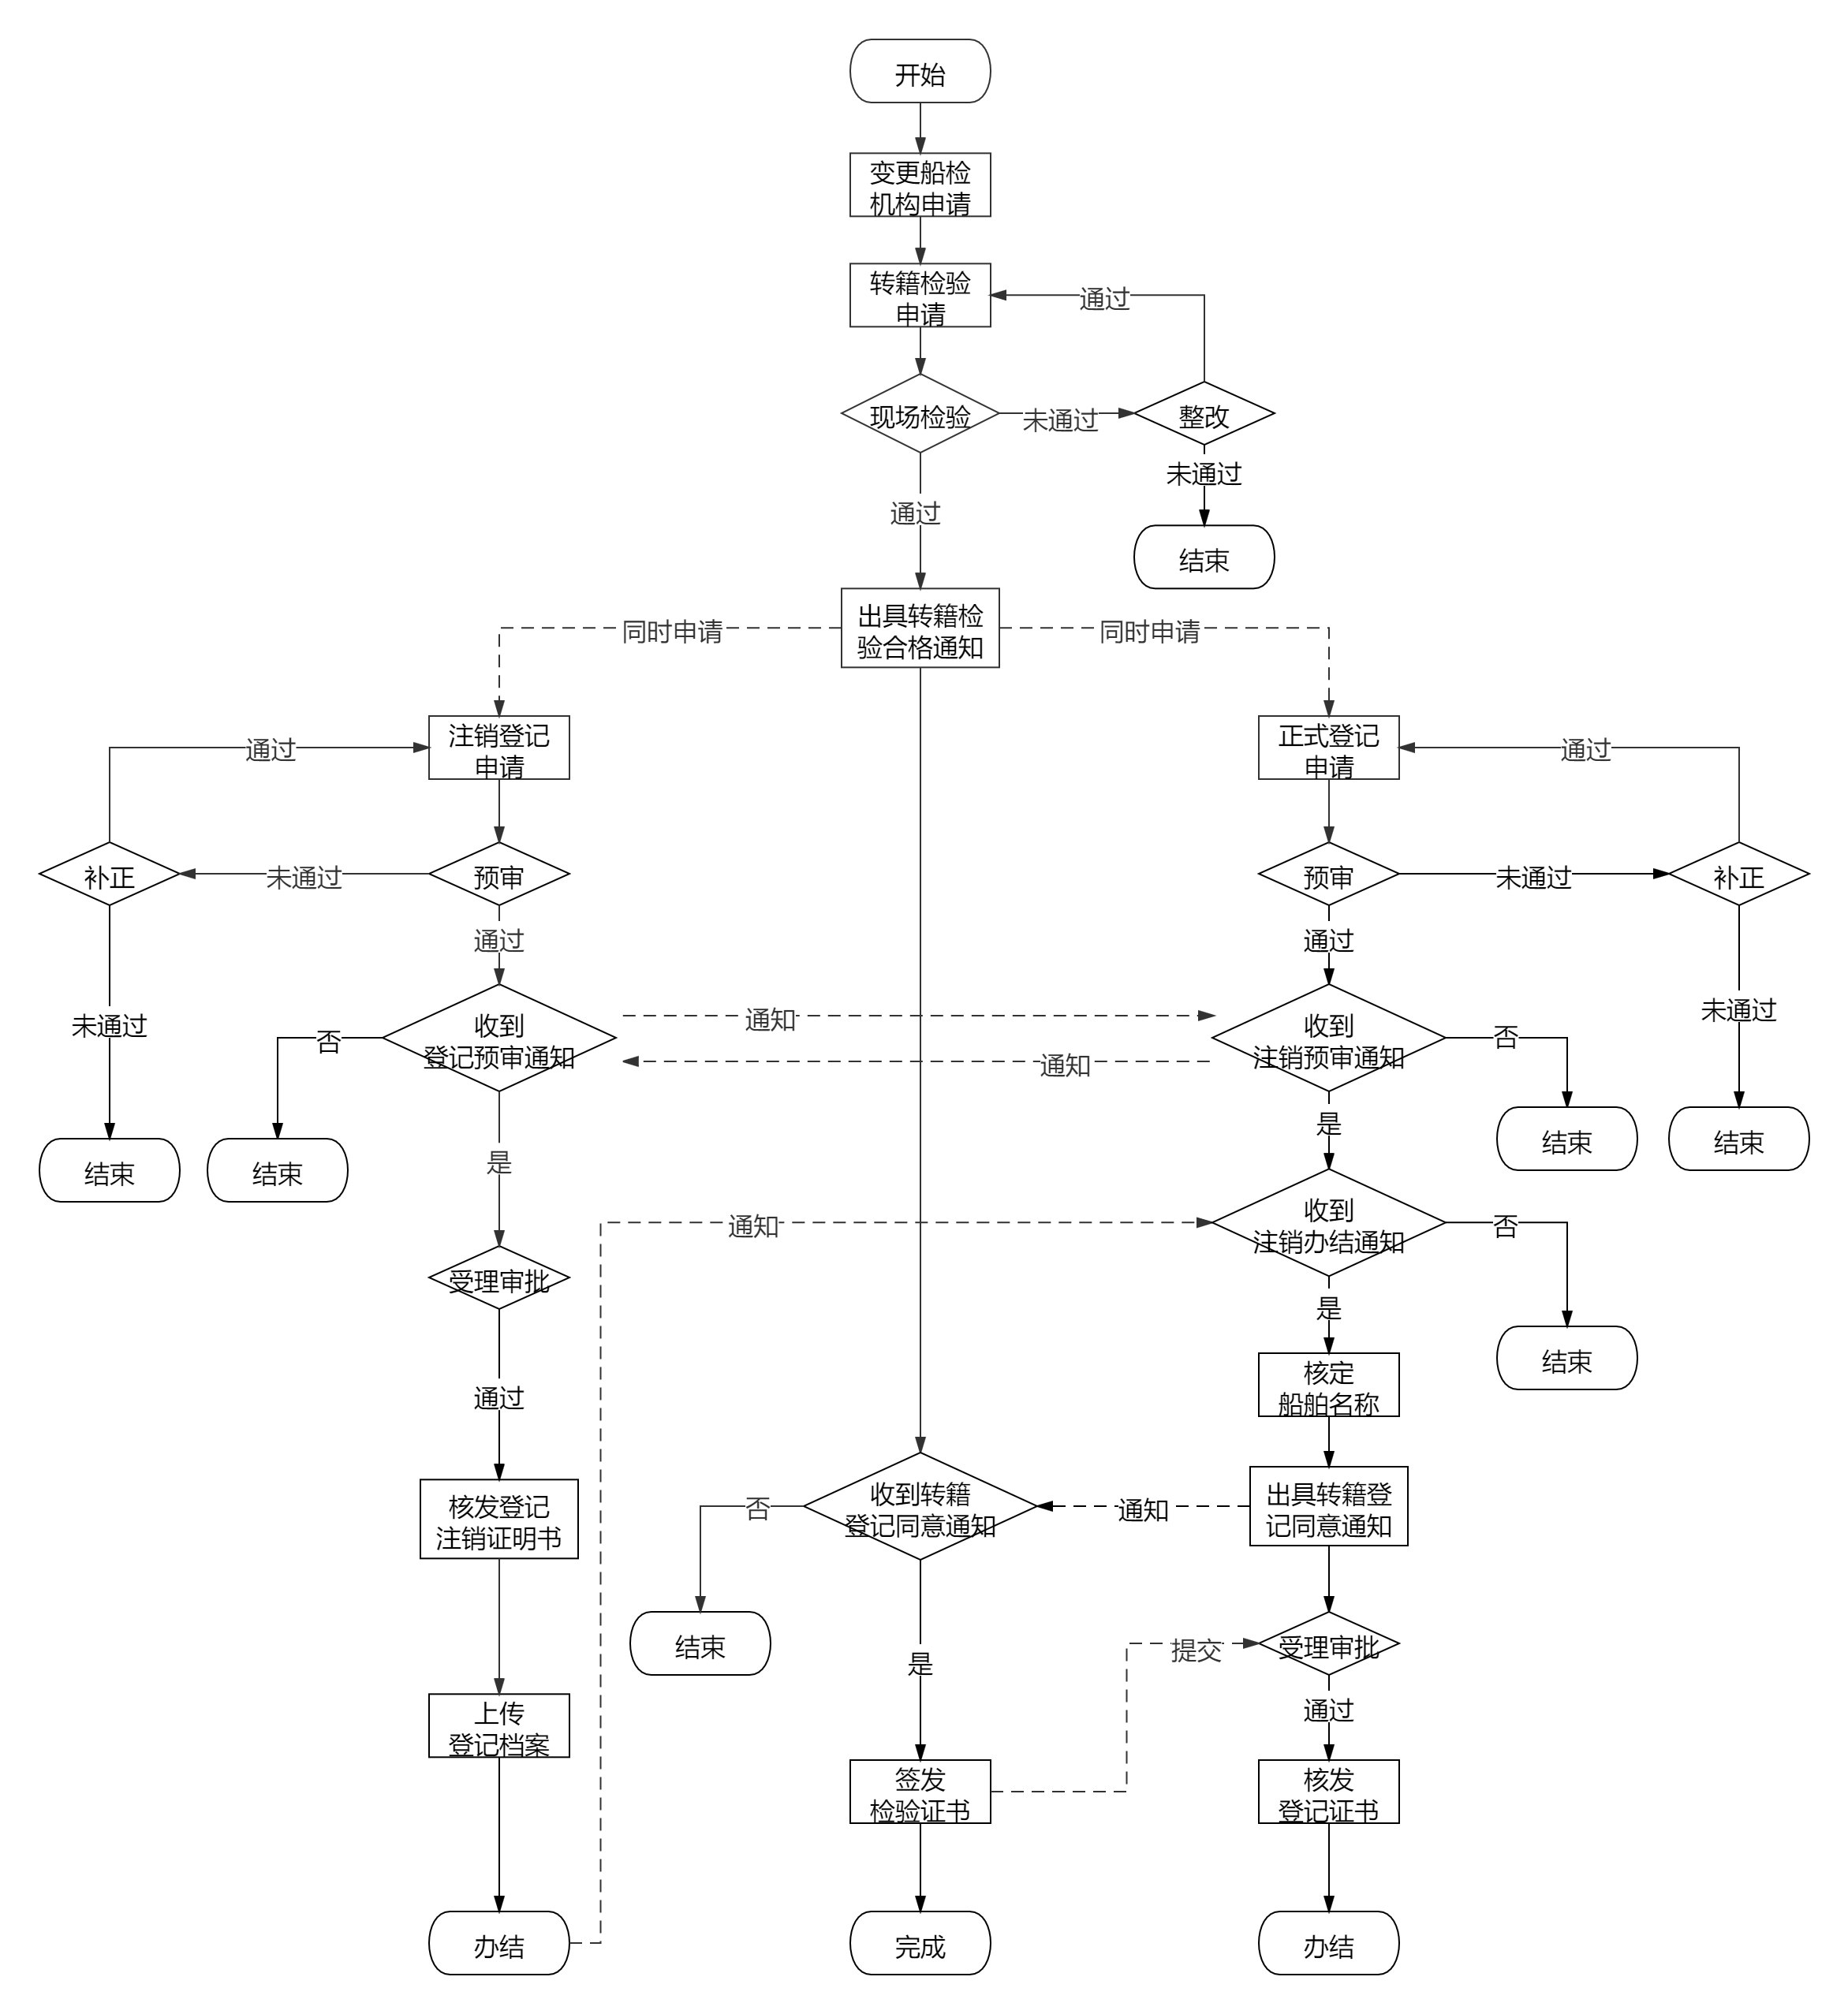 开始
变更船检
机构申请
转籍检验
申请
通过
现场检验
未通过
整改
未通过
通过
结束
出具转籍检
验合格通知
同时申请
同时申请
注销登记
申请
正式登记
申请
通过
通过
补正
未通过
预审
预审
未通过
补正
通过
通过
未通过
否
收到
登记预审通知
通知
通知
收到
注销预审通知
否
未通过
结束
结束
是
是
结束
结束
受理审批
通知
收到
注销办结通知
否
是
结束
通过
核定
船舶名称
核发登记
注销证明书
否
收到转籍
登记同意通知
通知
出具转籍登
记同意通知
结束
是
提交
受理审批
通过
上传
登记档案
签发
检验证书
核发
登记证书
办结
完成
办结